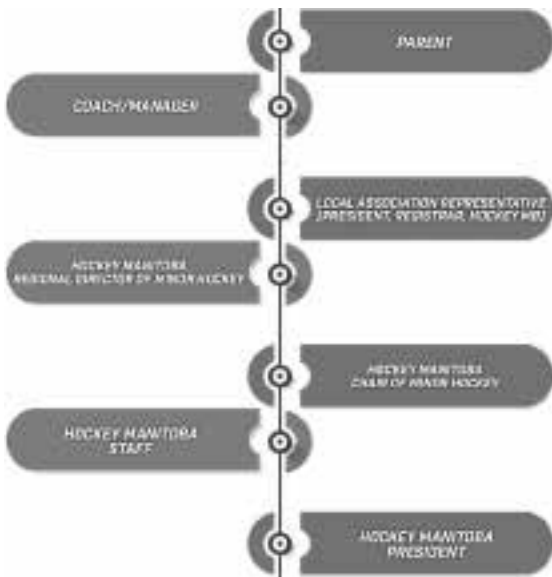 PARENT
COACH/MANAGER
LOCAL ASSOCIATION REPRESENTATIVE
(PRESIDENT, REGISTRAR, HOCKEY MB)
HOCKEY MANITOBA
REGIONAL DIRECTOR OF MINOR HOCKEY
HOCKEY MANITOBA
CHAIR OF MINOR HOCKEY
HOCKEY MANITOBA
STAFF
HOCKEY MANITOBA
PRESIDENT